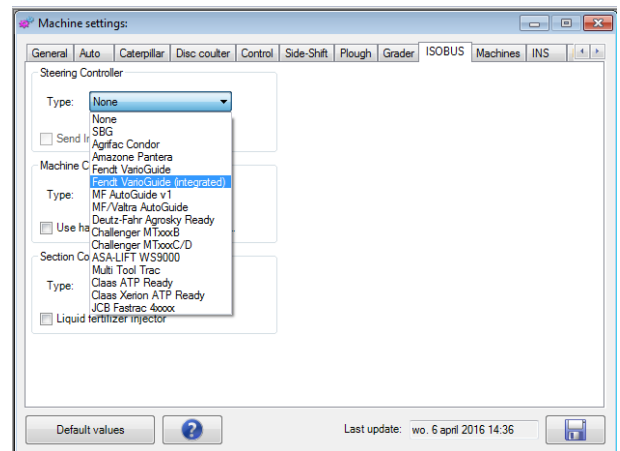 Machine settings:
General Auto Caterpillar Disc coulter Control Side-Shift Plough Grader ISOBUS Machines INS
Steering Controller
Type: None
None
SBG
Send
Agrifac Condor
Amazone Pantera
Machine C
Fendt VarioGuide
Fendt VarioGuide (integrated)
Type: MF AutoGuide v1
MF/Valtra AutoGuide
Deutz-Fahr Agrosky Ready
Use ha
Challenger MTxxxB
Challenger MTxxxC/D
Section Co
ASA-LIFT WS9000
Multi Tool Trac
Type: Claas ATP Ready
Claas Xerion ATP Ready
JCB Fastrac 4xxxx
Liquid fertilizer injector
Default values ? Last update: wo. 6 april 2016 14:36